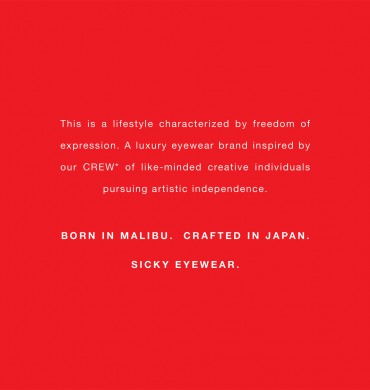 This is a lifestyle characterized by freedom of
expression. A luxury eyewear brand inspired by
our CREW* of like-minded creative individuals
pursuing artistic independence.
BORN IN MALIBU. CRAFTED IN JAPAN.
SICKY EYEWEAR.